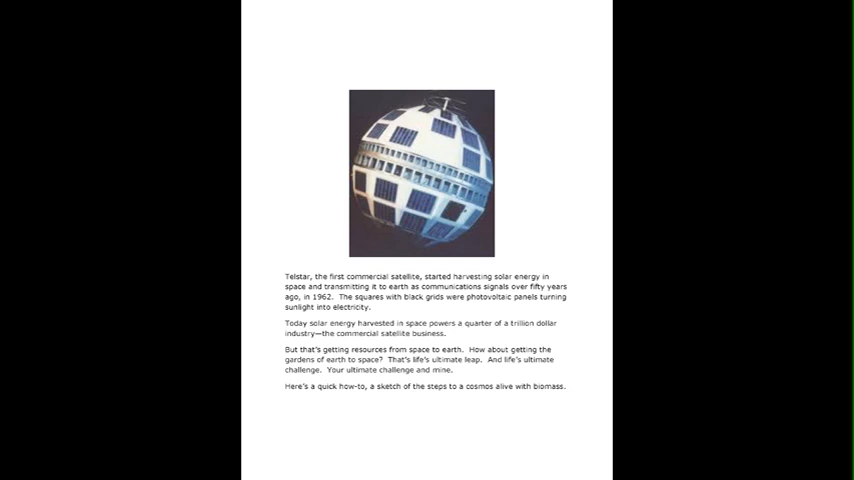 Telstar, the first commercial satellite, started harvesting solar energy in
space and transmitting it to earth as communications signals over fifty years
ago, in 1962.  The squares with black grids were photovoltaic panels turning
sunlight into electricity.
Today solar energy harvested in space powers a quarter of a trillion dollar
industry—the commercial satellite business.
But that's getting resources from space to earth.  How about getting the
gardens of earth to space?  That's life's ultimate leap.  And life's ultimate
challenge.  Your ultimate challenge and mine.
Here's a quick how-to, a sketch of the steps to a cosmos alive with biomass.